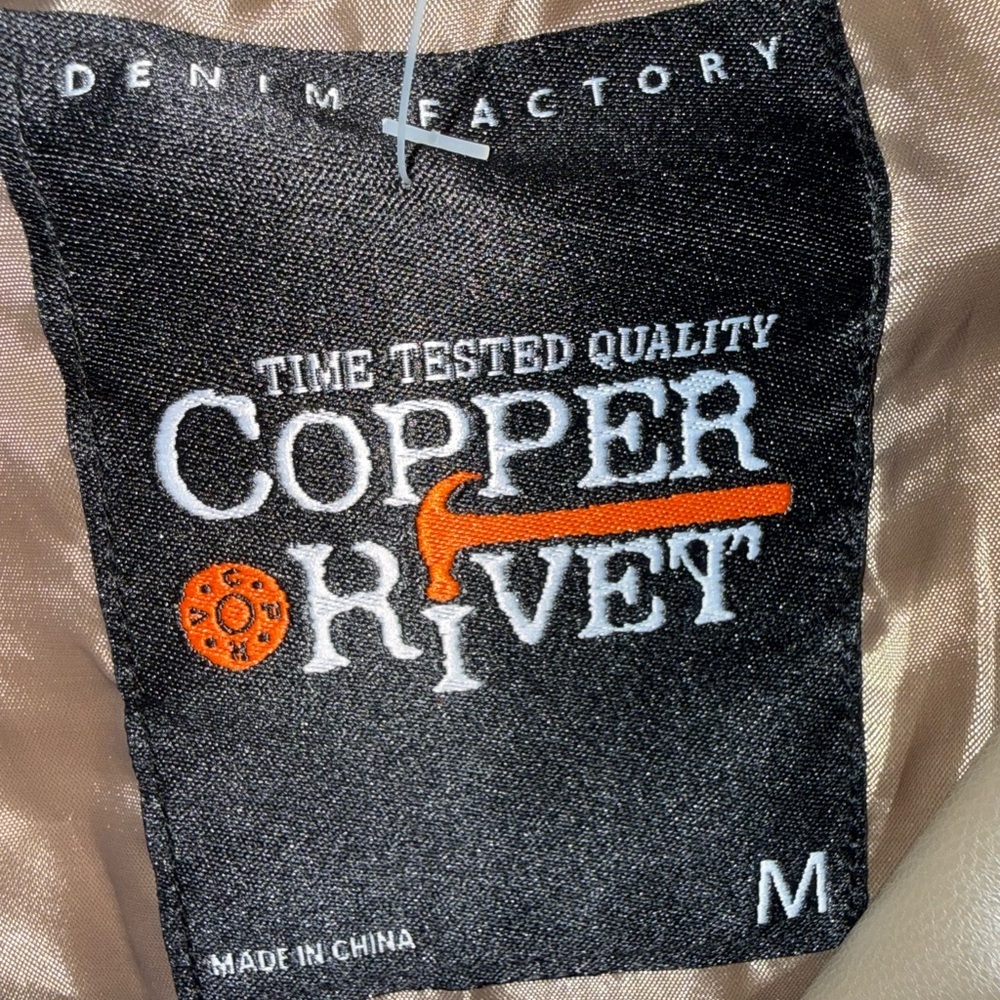 DENIM FACTORY
TIME TESTED QUALITY
COPPER
RIVET
C P R V
M
MADE IN CHINA